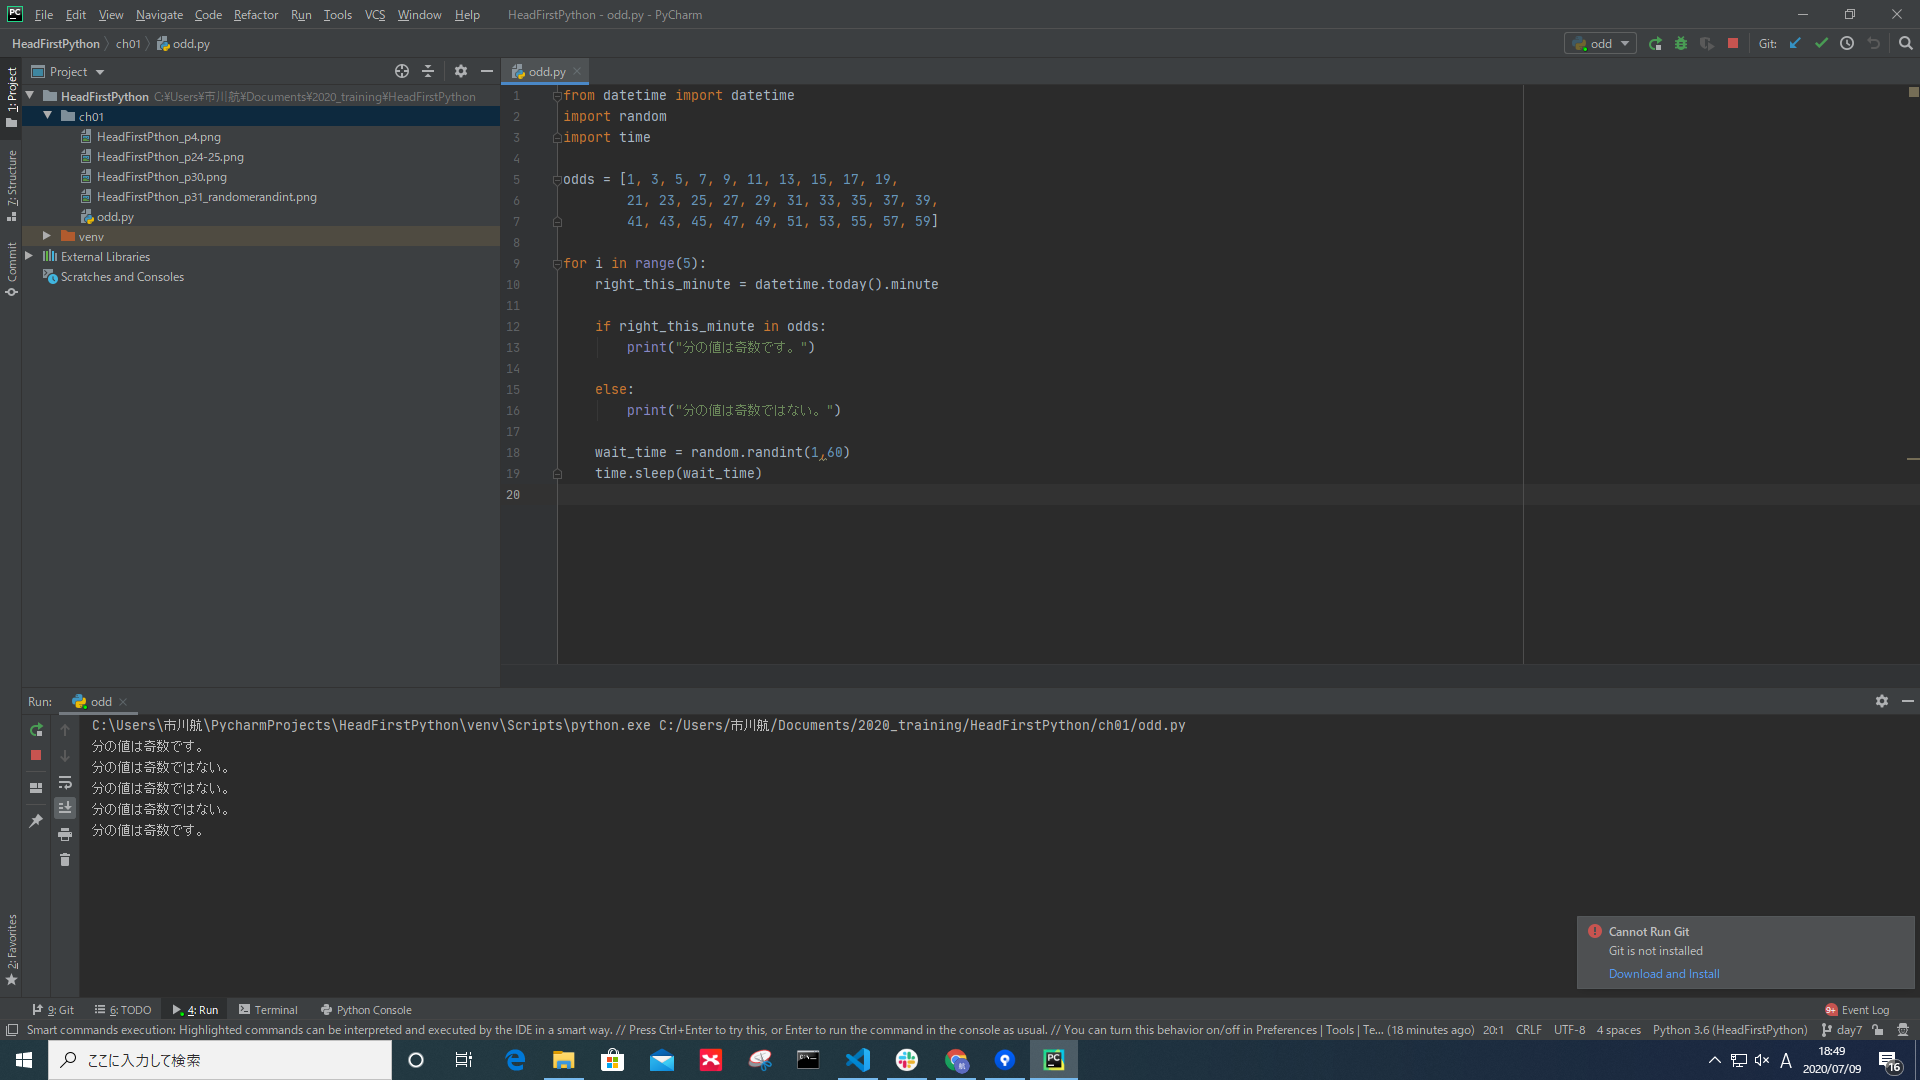 File Edit View Navigate Code Refactor Run Tools VCS Window Help HeadFirstPython - odd.py - PyCharm
HeadFirstPython ch01 odd.py
odd Git:
Project
odd.py
1: Project
7: Structure
Commit
2: Favorites
HeadFirstPython C:¥Users¥市川航¥Documents¥2020_training¥HeadFirstPython
ch01
HeadFirstPthon_p4.png
HeadFirstPthon_p24-25.png
HeadFirstPthon_p30.png
HeadFirstPthon_p31_randomerandint.png
odd.py
venv
External Libraries
Scratches and Consoles
1 from datetime import datetime
2 import random
3 import time
4
5 odds = [1, 3, 5, 7, 9, 11, 13, 15, 17, 19,
6 21, 23, 25, 27, 29, 31, 33, 35, 37, 39,
7 41, 43, 45, 47, 49, 51, 53, 55, 57, 59]
8
9 for i in range(5):
10 right_this_minute = datetime.today().minute
11
12 if right_this_minute in odds:
13 print("分の値は奇数です。")
14
15 else:
16 print("分の値は奇数ではない。")
17
18 wait_time = random.randint(1,60)
19 time.sleep(wait_time)
20
Run: odd
C:\Users\市川航\PycharmProjects\HeadFirstPython\venv\Scripts\python.exe C:/Users/市川航/Documents/2020_training/HeadFirstPython/ch01/odd.py
分の値は奇数です。
分の値は奇数ではない。
分の値は奇数ではない。
分の値は奇数ではない。
分の値は奇数です。
Cannot Run Git
Git is not installed
Download and Install
9: Git 6: TODO 4: Run Terminal Python Console 9+ Event Log
Smart commands execution: Highlighted commands can be interpreted and executed by the IDE in a smart way. // Press Ctrl+Enter to try this, or Enter to run the command in the console as usual. // You can turn this behavior on/off in Preferences | Tools | Te... (18 minutes ago) 20:1 CRLF UTF-8 4 spaces Python 3.6 (HeadFirstPython) day7
ここに入力して検索
A 18:49
2020/07/09
16